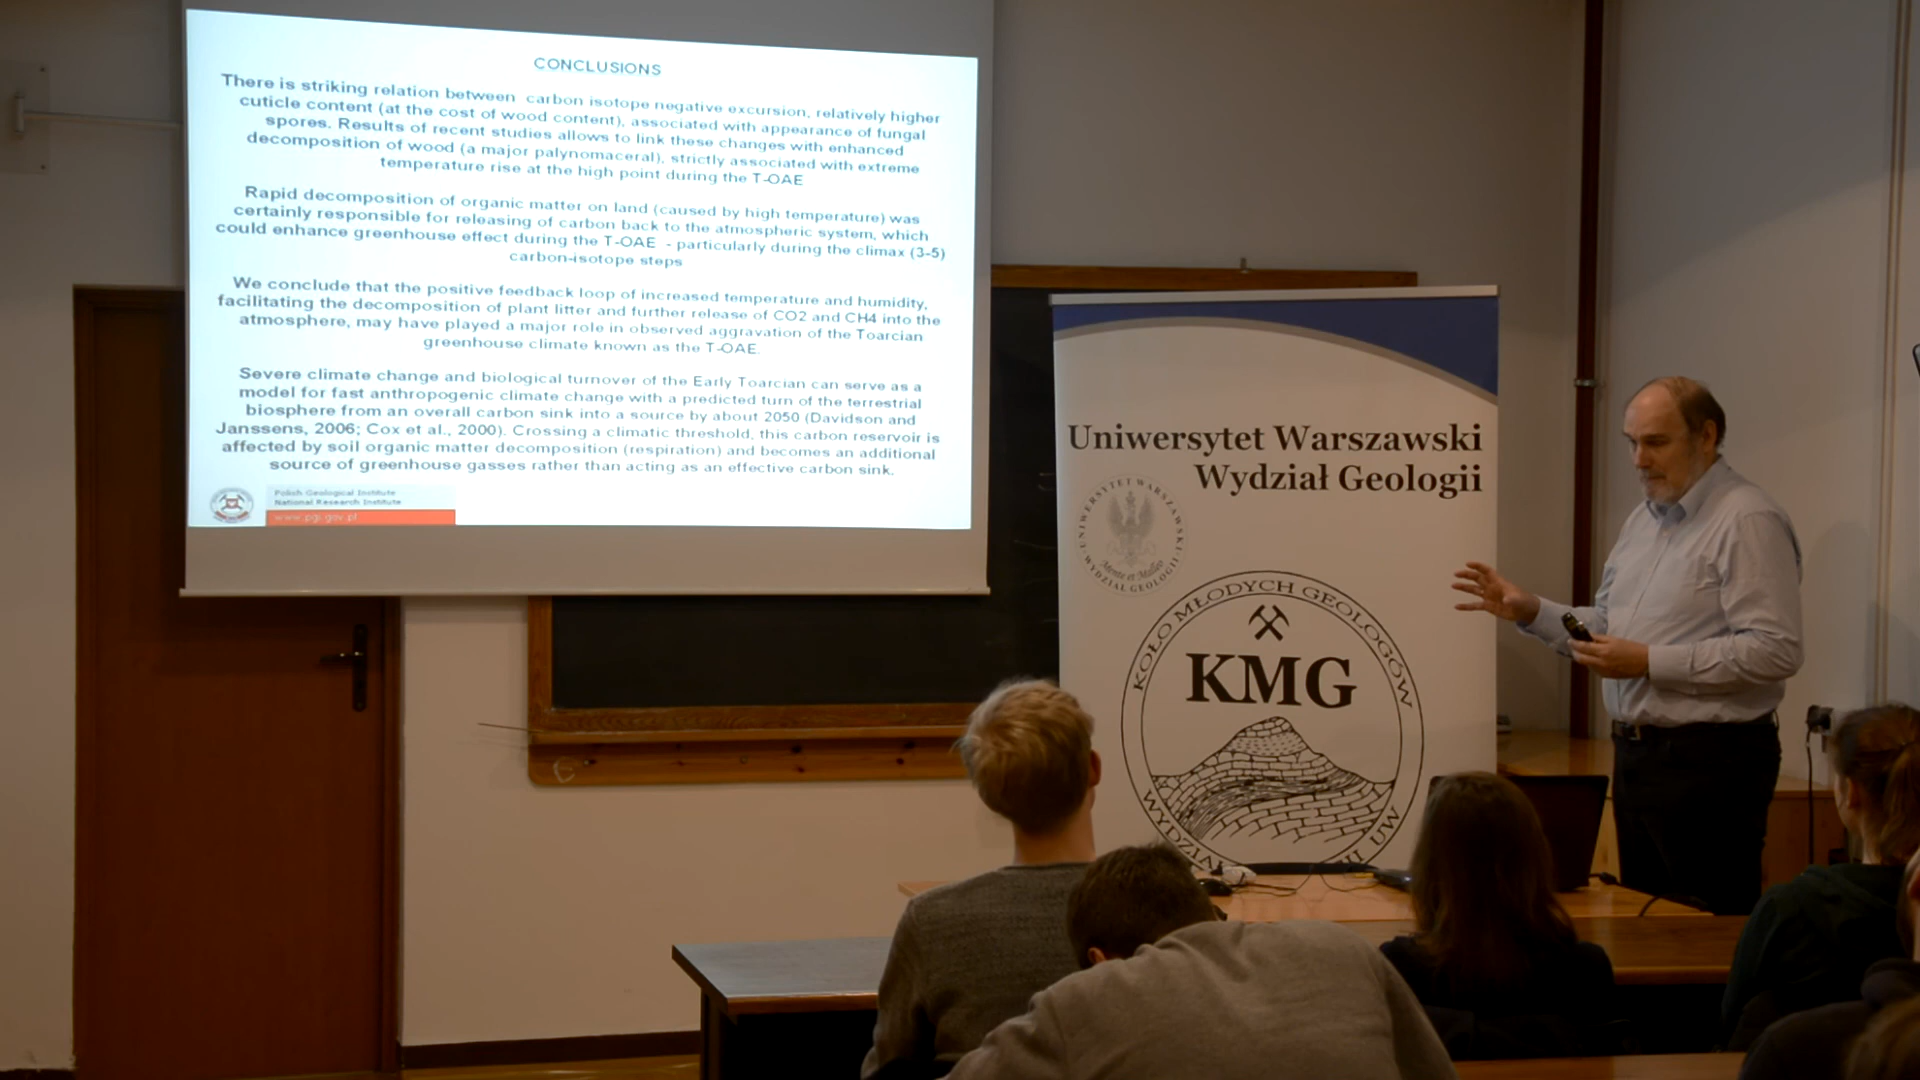 CONCLUSIONS
There is striking relation between carbon isotope negative excursion, relatively higher
cuticle content (at the cost of wood content), associated with appearance of fungal
spores. Results of recent studies allows to link these changes with enhanced
decomposition of wood (a major palynomaceral), strictly associated with extreme
temperature rise at the high point during the T-OAE
Rapid decomposition of organic matter on land (caused by high temperature) was
certainly responsible for releasing of carbon back to the atmospheric system, which
could enhance greenhouse effect during the T-OAE - particularly during the climax (3-5)
carbon-isotope steps
We conclude that the positive feedback loop of increased temperature and humidity,
facilitating the decomposition of plant litter and further release of CO2 and CH4 into the
atmosphere, may have played a major role in observed aggravation of the Toarcian
greenhouse climate known as the T-OAE.
Severe climate change and biological turnover of the Early Toarcian can serve as a
model for fast anthropogenic climate change with a predicted turn of the terrestrial
biosphere from an overall carbon sink into a source by about 2050 (Davidson and
Janssens, 2006; Cox et al., 2000). Crossing a climatic threshold, this carbon reservoir is
affected by soil organic matter decomposition (respiration) and becomes an additional
source of greenhouse gasses rather than acting as an effective carbon sink.
Polish Geological Institute
National Research Institute
www.pgi.gov.pl
Uniwersytet Warszawski
Wydział Geologii
UNIWERSYTET WARSZAWSKI
Mente et Malleo
WYDZIAŁ GEOLOGII
KOŁO MŁODYCH GEOLOGÓW
KMG
UW